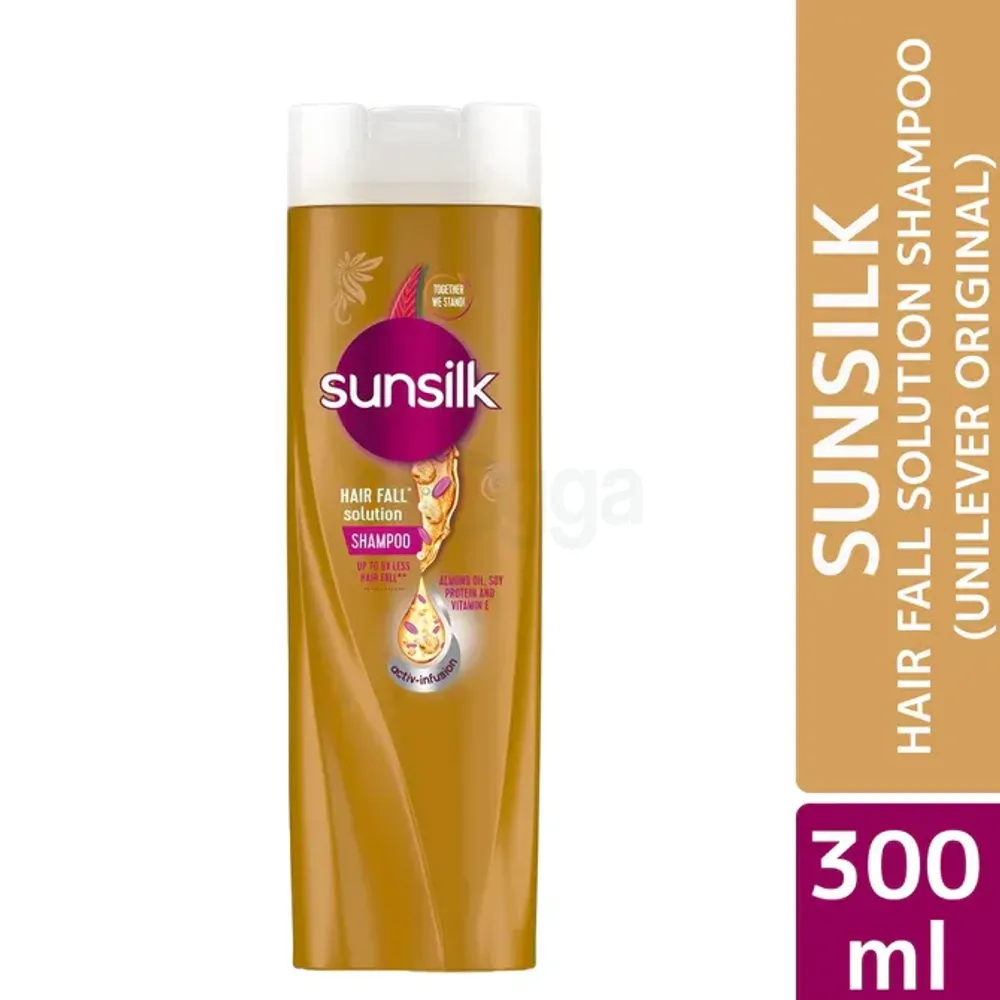 TOGETHER
WE STAND!
sunsilk
HAIR FALL*
solution
SHAMPOO
UP TO 8X LESS
HAIR FALL**
ALMOND OIL, SOY
PROTEIN AND
VITAMIN E
activ-infusion
SUNSILK
HAIR FALL SOLUTION SHAMPOO
(UNILEVER ORIGINAL)
300
ml